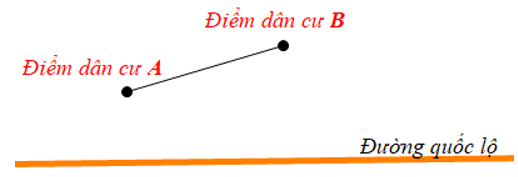 Điểm dân cư B
Điểm dân cư A
Đường quốc lộ